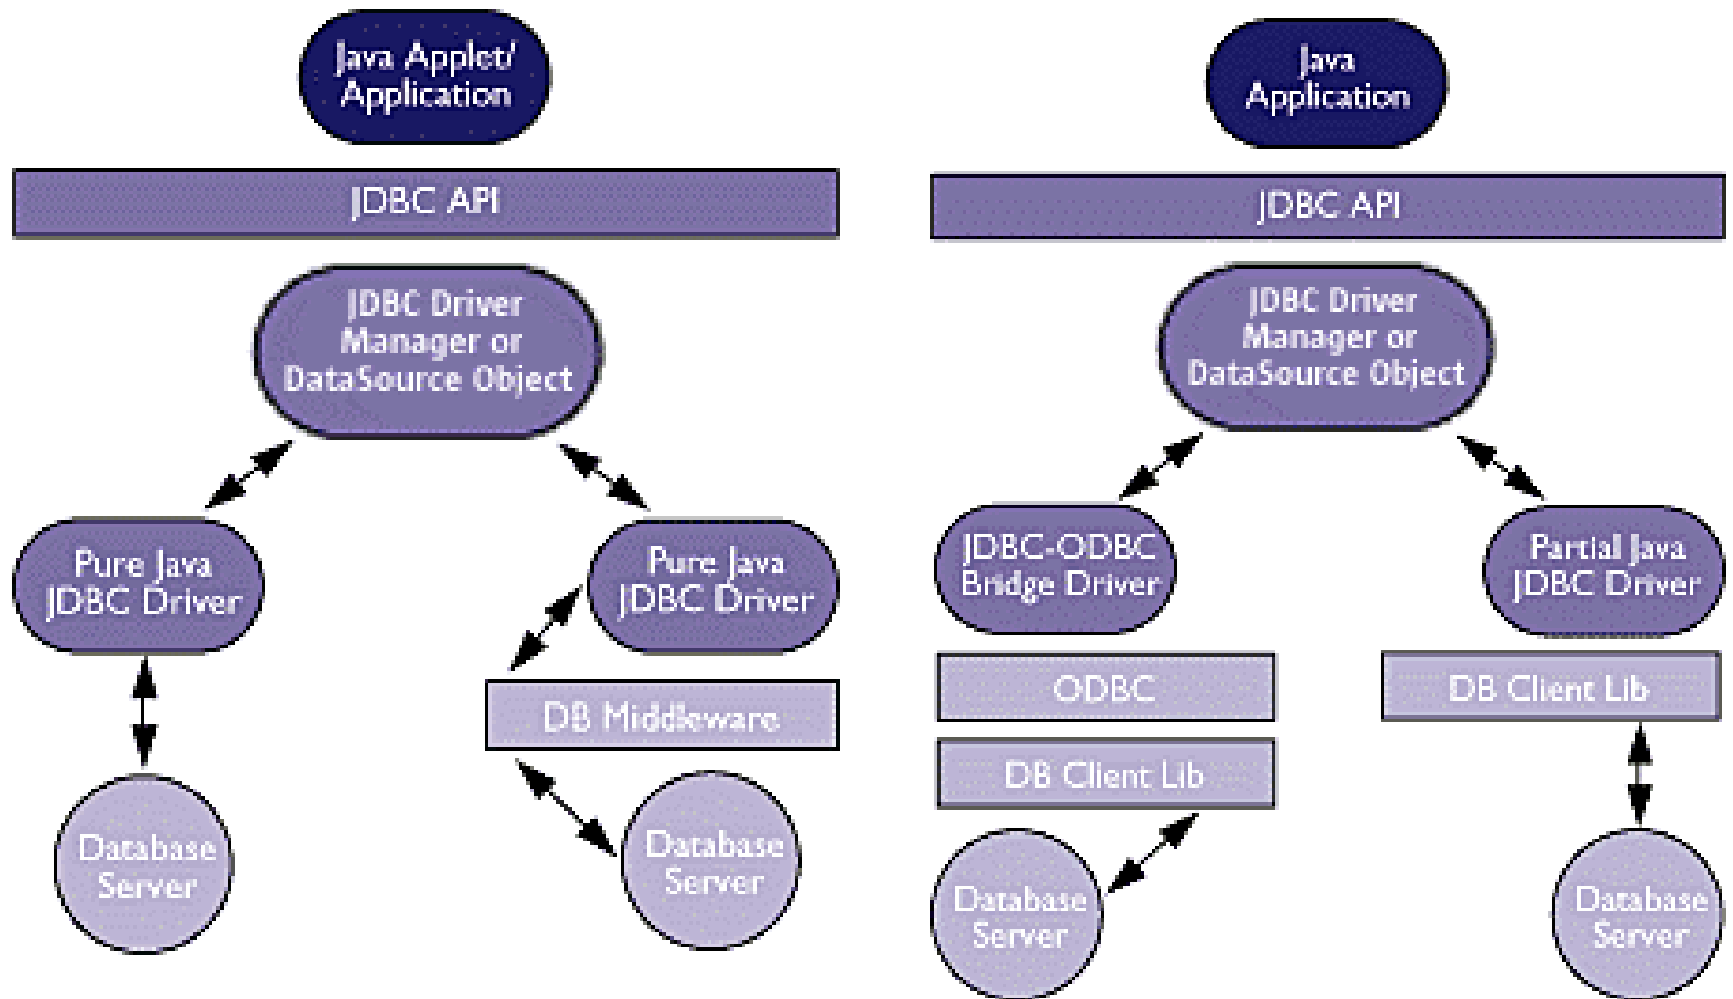 Java Applet/
Application
JDBC API
JDBC Driver
Manager or
DataSource Object
Pure Java
JDBC Driver
Pure Java
JDBC Driver
DB Middleware
Database
Server
Database
Server
Java
Application
JDBC API
JDBC Driver
Manager or
DataSource Object
JDBC-ODBC
Bridge Driver
Partial Java
JDBC Driver
ODBC
DB Client Lib
DB Client Lib
Database
Server
Database
Server